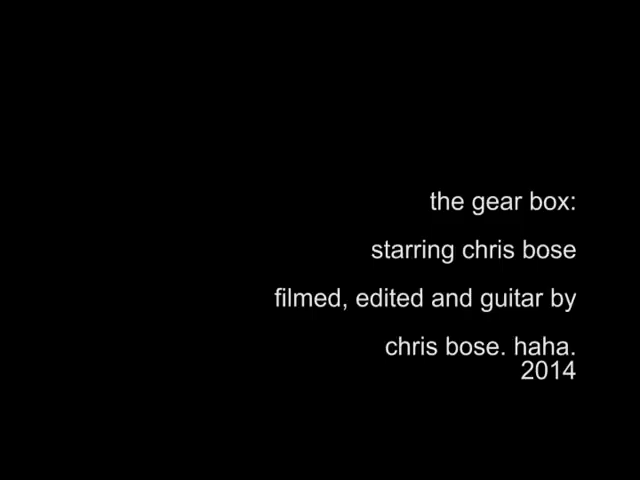 the gear box:
starring chris bose
filmed, edited and guitar by
chris bose. haha.
2014